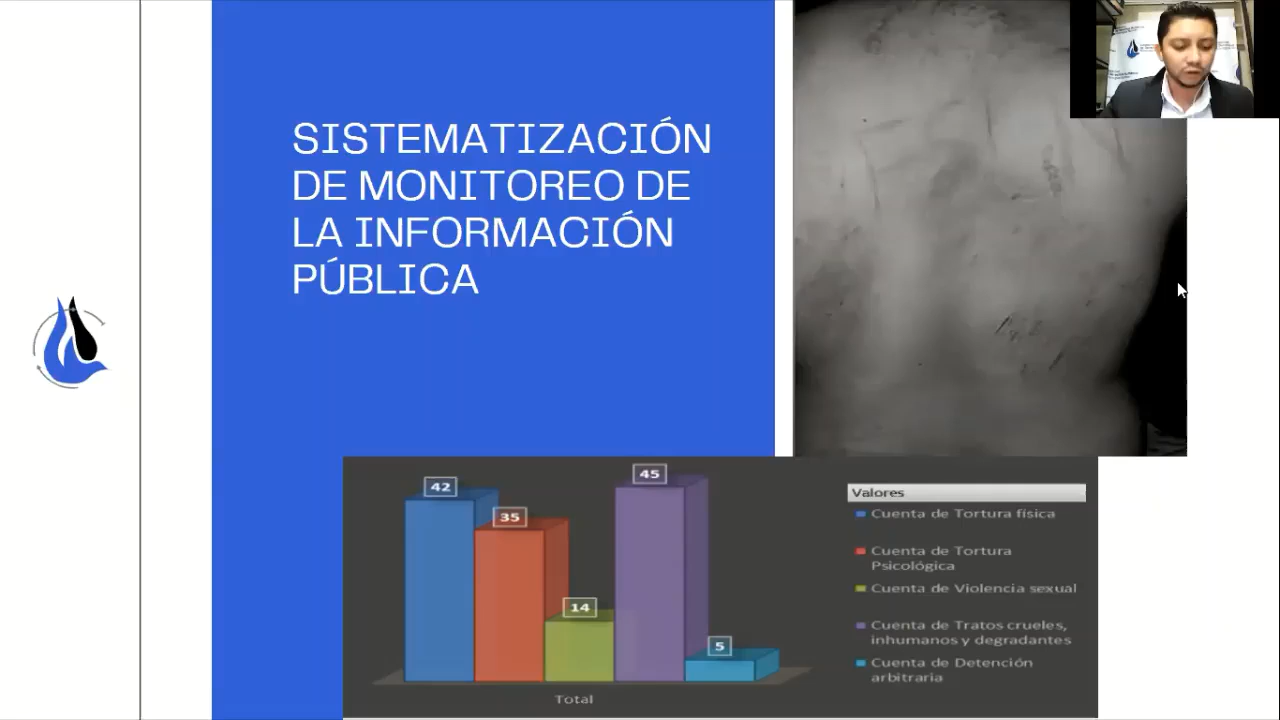 SISTEMATIZACIÓN
DE MONITOREO DE
LA INFORMACIÓN
PÚBLICA
42
35
14
45
5
Total
Valores
Cuenta de Tortura física
Cuenta de Tortura
Psicológica
Cuenta de Violencia sexual
Cuenta de Tratos crueles,
inhumanos y degradantes
Cuenta de Detención
arbitraria